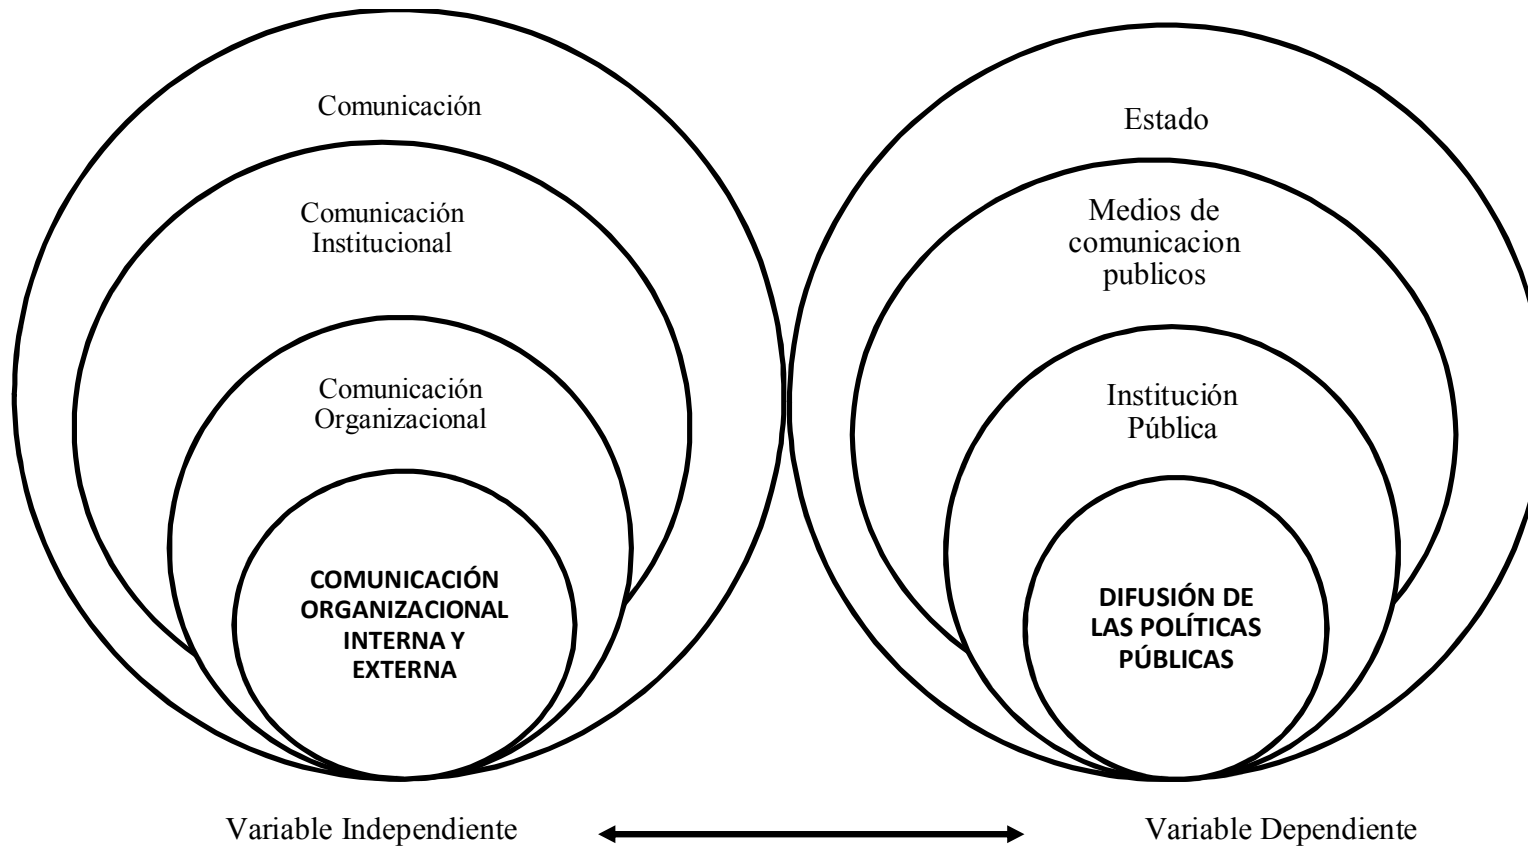 Comunicación
Comunicación
Institucional
Comunicación
Organizacional
COMUNICACIÓN
ORGANIZACIONAL
INTERNA Y
EXTERNA
Estado
Medios de
comunicacion
publicos
Institución
Pública
DIFUSIÓN DE
LAS POLÍTICAS
PÚBLICAS
Variable Independiente
Variable Dependiente